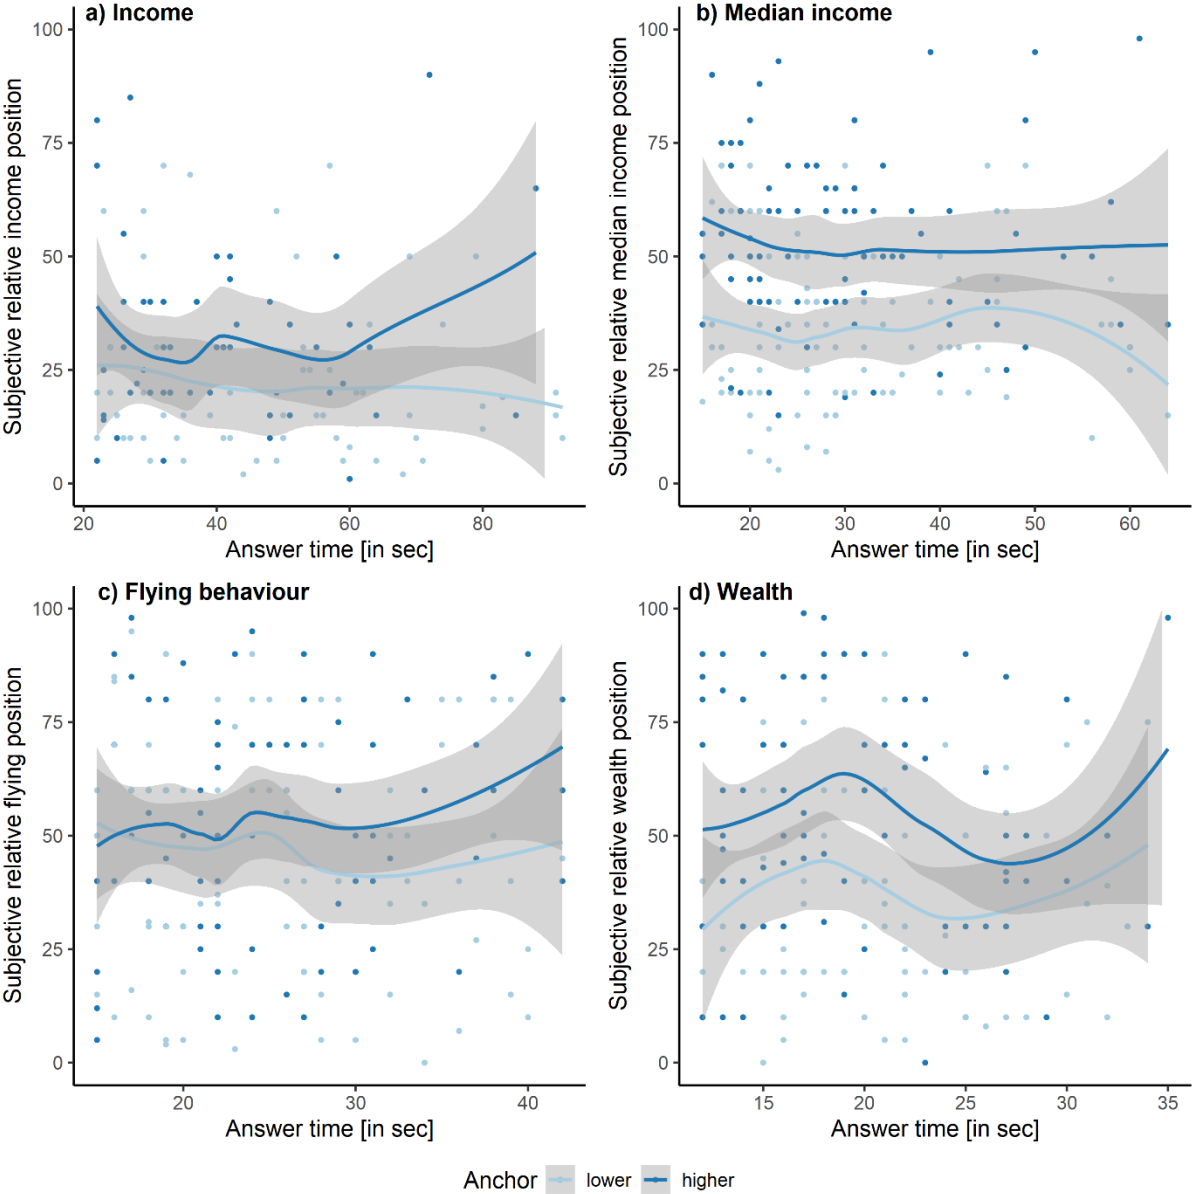 a) Income
100
75
50
25
0
Subjective relative income position
20 40 60 80
Answer time [in sec]
b) Median income
100
75
50
25
0
Subjective relative median income position
20 30 40 50 60
Answer time [in sec]
c) Flying behaviour
100
75
50
25
0
Subjective relative flying position
20 30 40
Answer time [in sec]
d) Wealth
100
75
50
25
0
Subjective relative wealth position
15 20 25 30 35
Answer time [in sec]
Anchor lower higher